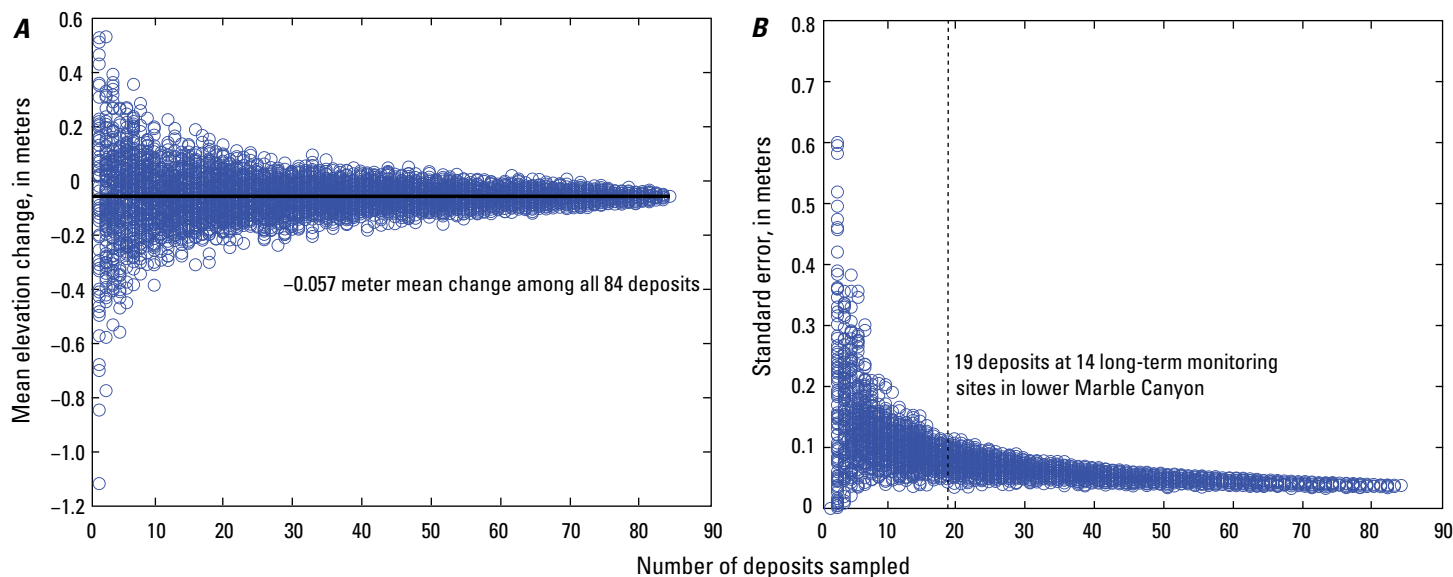 A
0.6
0.4
0.2
0
−0.2
−0.4
−0.6
−0.8
−1.0
−1.2
Mean elevation change, in meters
−0.057 meter mean change among all 84 deposits
0 10 20 30 40 50 60 70 80 90
B
0.8
0.7
0.6
0.5
0.4
0.3
0.2
0.1
0
Standard error, in meters
19 deposits at 14 long-term monitoring
sites in lower Marble Canyon
0 10 20 30 40 50 60 70 80 90
Number of deposits sampled